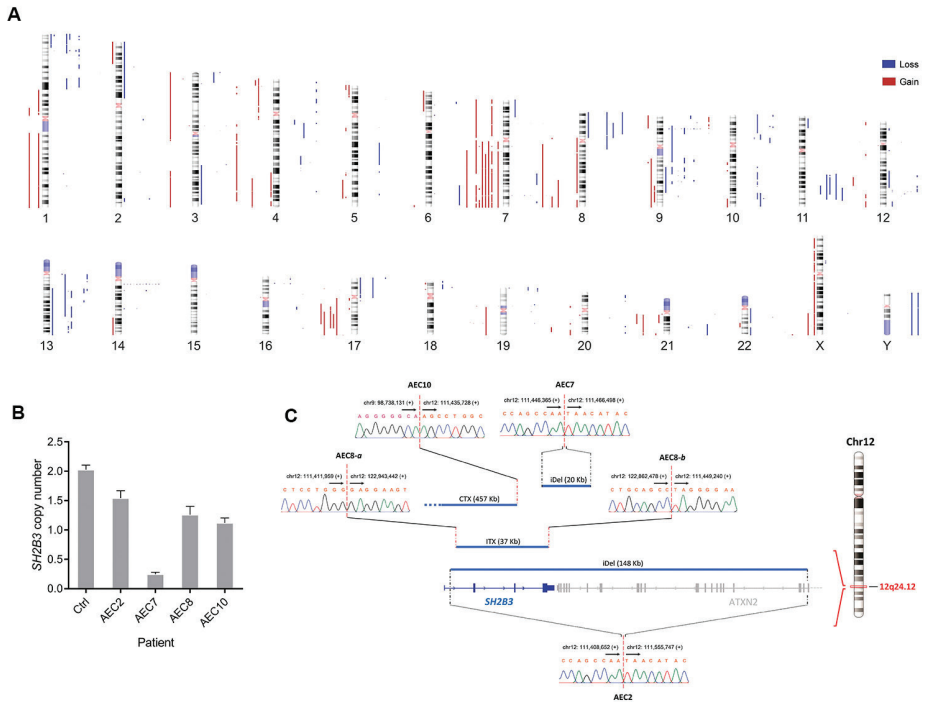 A
Loss
Gain
1 2 3 4 5 6 7 8 9 10 11 12
13 14 15 16 17 18 19 20 21 22 X Y
B
SH2B3 copy number
2.5
2.0
1.5
1.0
0.5
0.0
Ctrl AEC2 AEC7 AEC8 AEC10
Patient
C
AEC10
chr9: 98,738,131 (+) chr12: 111,435,728 (+)
A G G G G G C A A G C C T G G C
AEC7
chr12: 111,446,365 (+) chr12: 111,466,498 (+)
C C A G C C A A T A A C A T A C
Chr12
AEC8-a
chr12: 111,411,959 (+) chr12: 122,943,442 (+)
C T C C T G G G G A G G A A G T
iDel (20 Kb)
CTX (457 Kb)
AEC8-b
chr12: 122,862,478 (+) chr12: 111,449,240 (+)
C T G C A G C C T A G G G G A A
ITX (37 Kb)
iDel (148 Kb)
12q24.12
SH2B3
ATXN2
chr12: 111,408,652 (+) chr12: 111,555,747 (+)
C C A G C C A A T A A C A T A C
AEC2